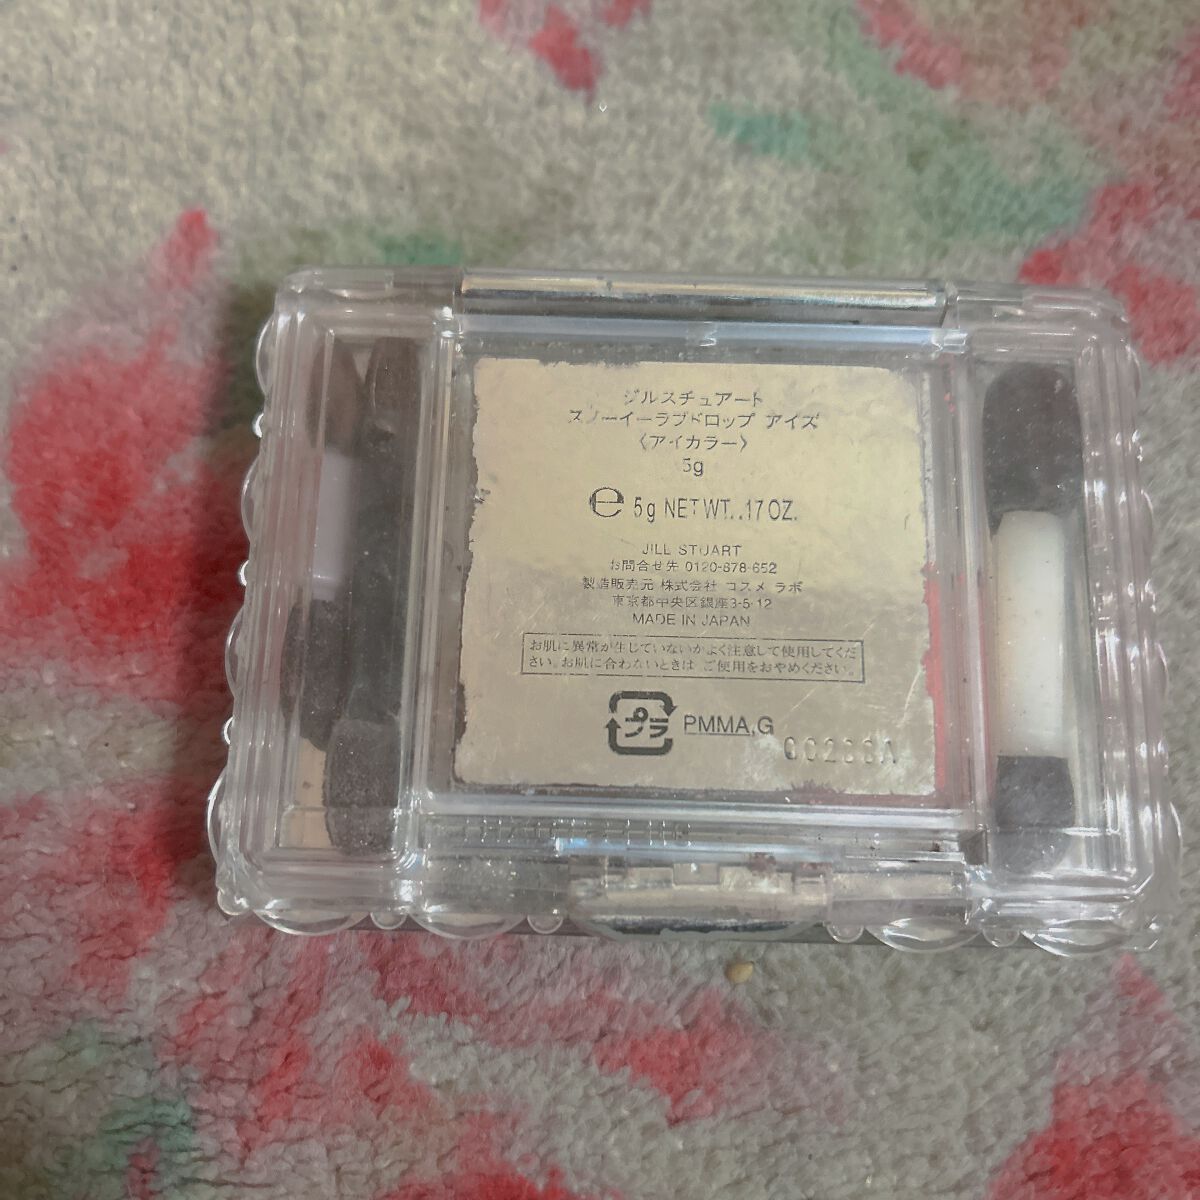 ジルスチュアート
スノーイーラブドロップ アイズ
〈アイカラー〉
5g
℮ 5g NET WT. .17 OZ.
JILL STUART
お問合せ先 0120-878-652
製造販売元 株式会社 コスメ ラボ
東京都中央区銀座3-5-12
MADE IN JAPAN
お肌に異常が生じていないかよく注意して使用してくだ
さい。お肌に合わないときは ご使用をおやめください。
プラ PMMA,G